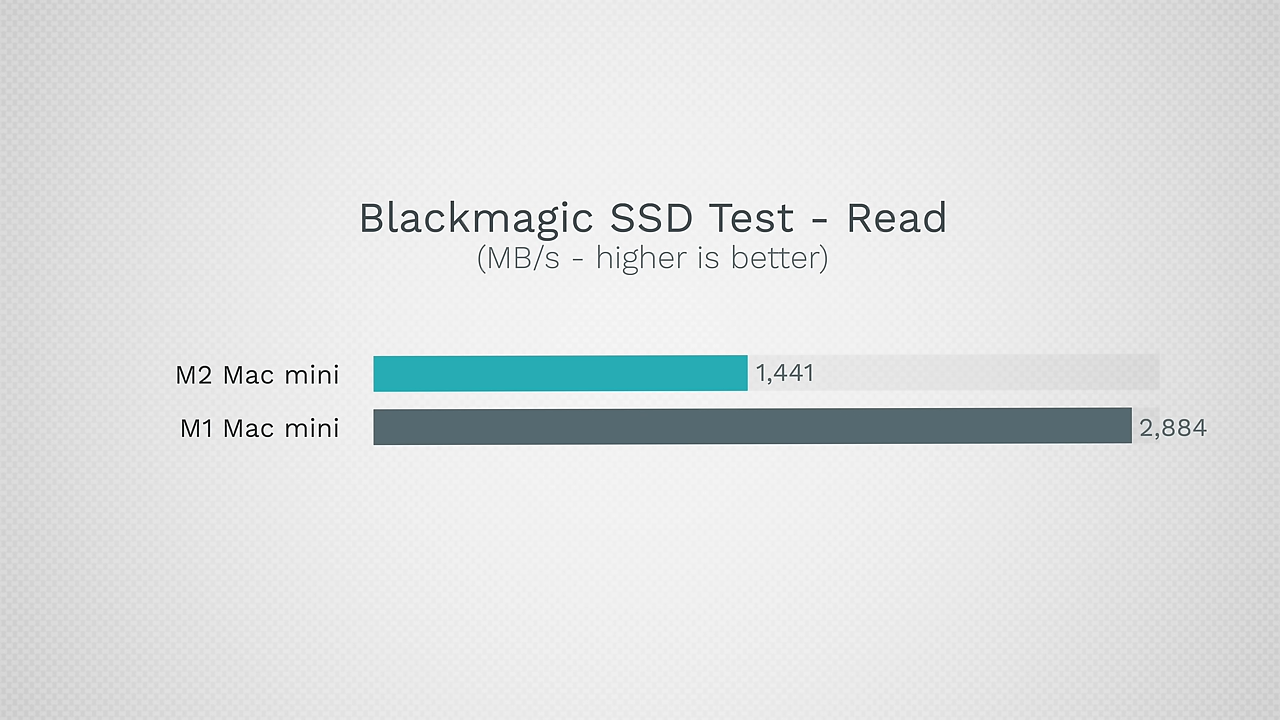 Blackmagic SSD Test - Read
(MB/s - higher is better)
M2 Mac mini 1,441
M1 Mac mini 2,884